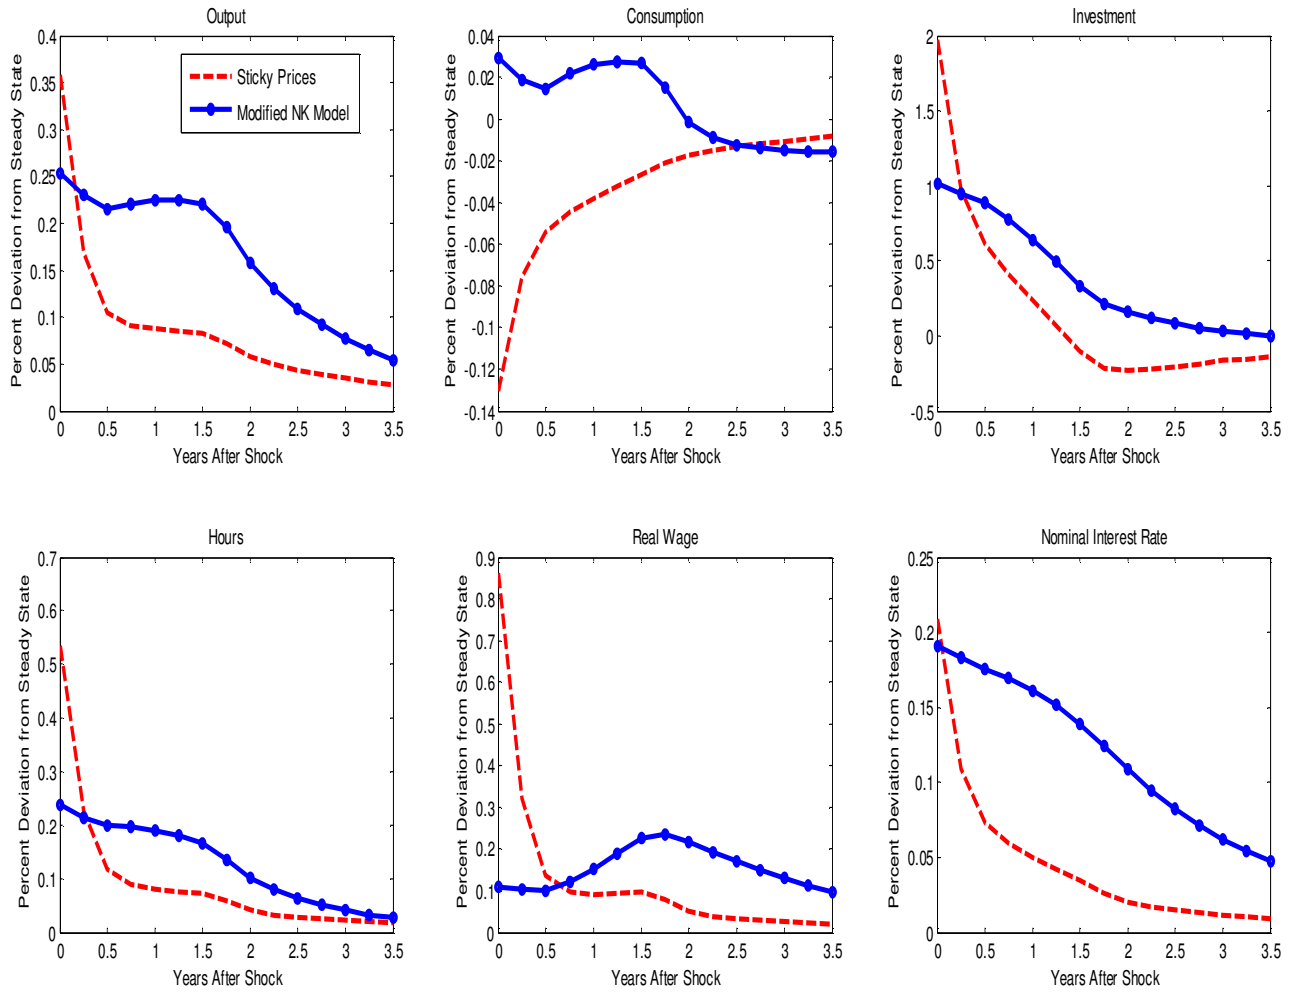 Output
Percent Deviation from Steady State
0.4
0.35
0.3
0.25
0.2
0.15
0.1
0.05
0
Sticky Prices
Modified NK Model
0 0.5 1 1.5 2 2.5 3 3.5
Years After Shock
Consumption
Percent Deviation from Steady State
0.04
0.02
0
-0.02
-0.04
-0.06
-0.08
-0.1
-0.12
-0.14
0 0.5 1 1.5 2 2.5 3 3.5
Years After Shock
Investment
Percent Deviation from Steady State
2
1.5
1
0.5
0
-0.5
0 0.5 1 1.5 2 2.5 3 3.5
Years After Shock
Hours
Percent Deviation from Steady State
0.7
0.6
0.5
0.4
0.3
0.2
0.1
0
0 0.5 1 1.5 2 2.5 3 3.5
Years After Shock
Real Wage
Percent Deviation from Steady State
0.9
0.8
0.7
0.6
0.5
0.4
0.3
0.2
0.1
0
0 0.5 1 1.5 2 2.5 3 3.5
Years After Shock
Nominal Interest Rate
Percent Deviation from Steady State
0.25
0.2
0.15
0.1
0.05
0
0 0.5 1 1.5 2 2.5 3 3.5
Years After Shock